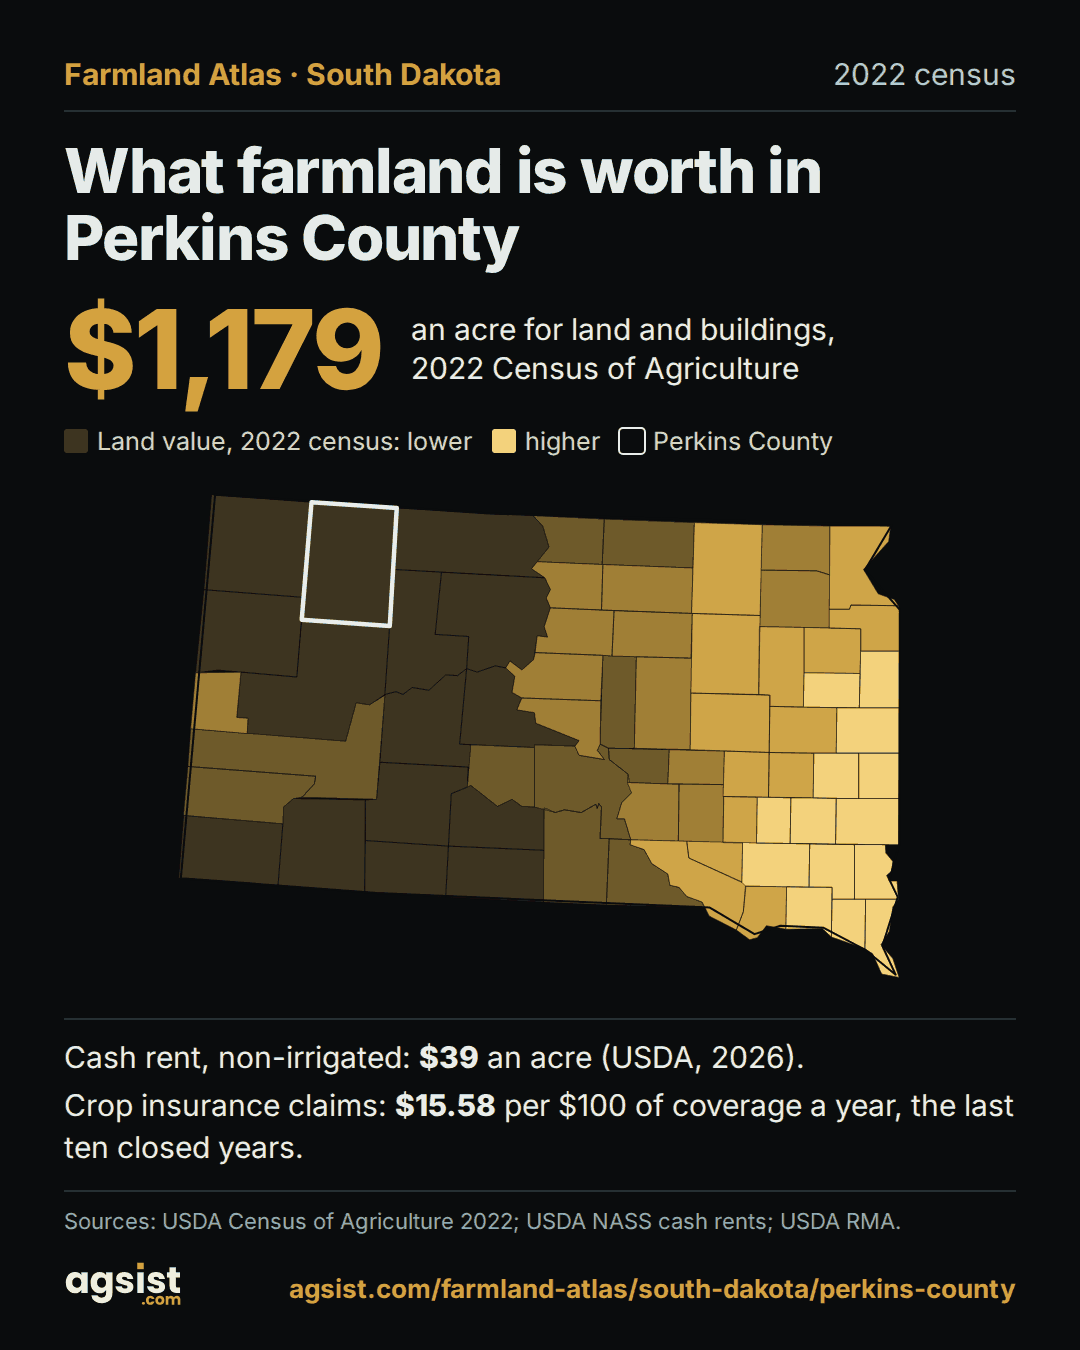 Farmland Atlas · South Dakota
2022 census
What farmland is worth in
Perkins County
$1,179
an acre for land and buildings,
2022 Census of Agriculture
Land value, 2022 census: lower
higher
Perkins County
Cash rent, non-irrigated: $39 an acre (USDA, 2026).
Crop insurance claims: $15.58 per $100 of coverage a year, the last
ten closed years.
Sources: USDA Census of Agriculture 2022; USDA NASS cash rents; USDA RMA.
agsist
.com
agsist.com/farmland-atlas/south-dakota/perkins-county